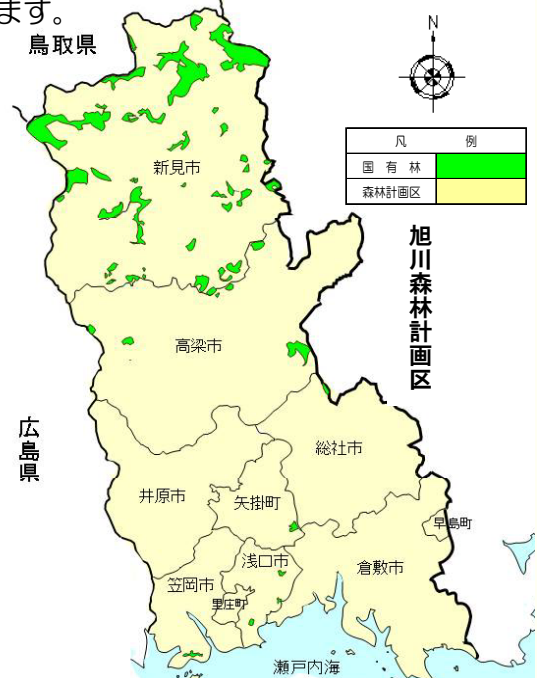 ます。
鳥取県
N
凡 例
国 有 林
森林計画区
新見市
旭川森林計画区
高梁市
広島県
総社市
井原市
矢掛町
早島町
浅口市
倉敷市
笠岡市
里庄町
瀬戸内海